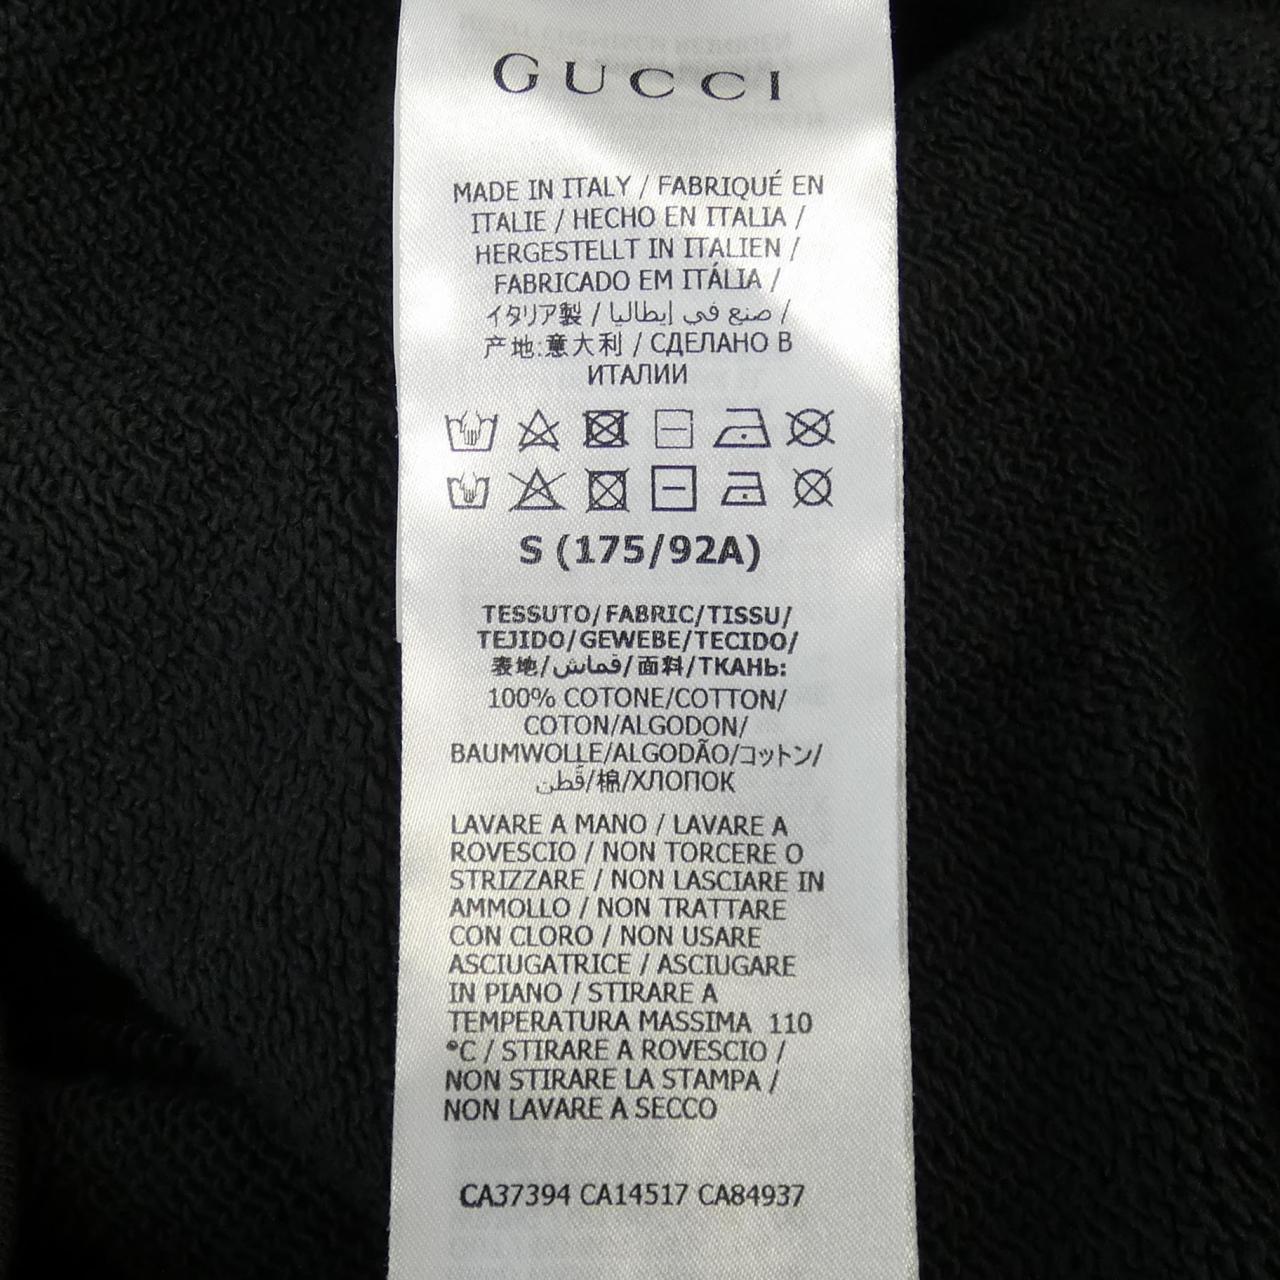 GUCCI
MADE IN ITALY / FABRIQUÉ EN
ITALIE / HECHO EN ITALIA /
HERGESTELLT IN ITALIEN /
FABRICADO EM ITÁLIA /
イタリア製 / صنع في إيطاليا /
产地:意大利 / СДЕЛАНО В
ИТАЛИИ
S (175/92A)
TESSUTO/FABRIC/TISSU/
TEJIDO/GEWEBE/TECIDO/
表地/قماش/面料/ТКАНЬ:
100% COTONE/COTTON/
COTON/ALGODON/
BAUMWOLLE/ALGODÃO/コットン/
قُطن/棉/ХЛОПОК
LAVARE A MANO / LAVARE A
ROVESCIO / NON TORCERE O
STRIZZARE / NON LASCIARE IN
AMMOLLO / NON TRATTARE
CON CLORO / NON USARE
ASCIUGATRICE / ASCIUGARE
IN PIANO / STIRARE A
TEMPERATURA MASSIMA 110
°C / STIRARE A ROVESCIO /
NON STIRARE LA STAMPA /
NON LAVARE A SECCO
CA37394 CA14517 CA84937